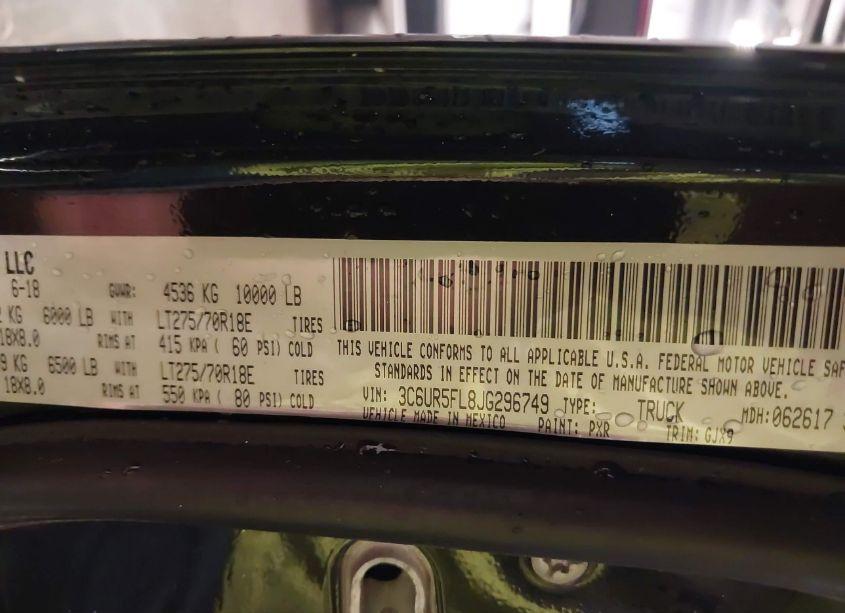 LLC
6-18 GVWR: 4536 KG 10000 LB
KG 6000 LB WITH LT275/70R18E TIRES
18X8.0 RIMS AT 415 KPA ( 60 PSI) COLD
9 KG 6500 LB WITH LT275/70R18E TIRES
18X8.0 RIMS AT 550 KPA ( 80 PSI) COLD
THIS VEHICLE CONFORMS TO ALL APPLICABLE U.S.A. FEDERAL MOTOR VEHICLE SAF
STANDARDS IN EFFECT ON THE DATE OF MANUFACTURE SHOWN ABOVE.
VIN: 3C6UR5FL8JG296749 TYPE: TRUCK MDH:062617
VEHICLE MADE IN MEXICO PAINT: PXR TRIM: GJX9